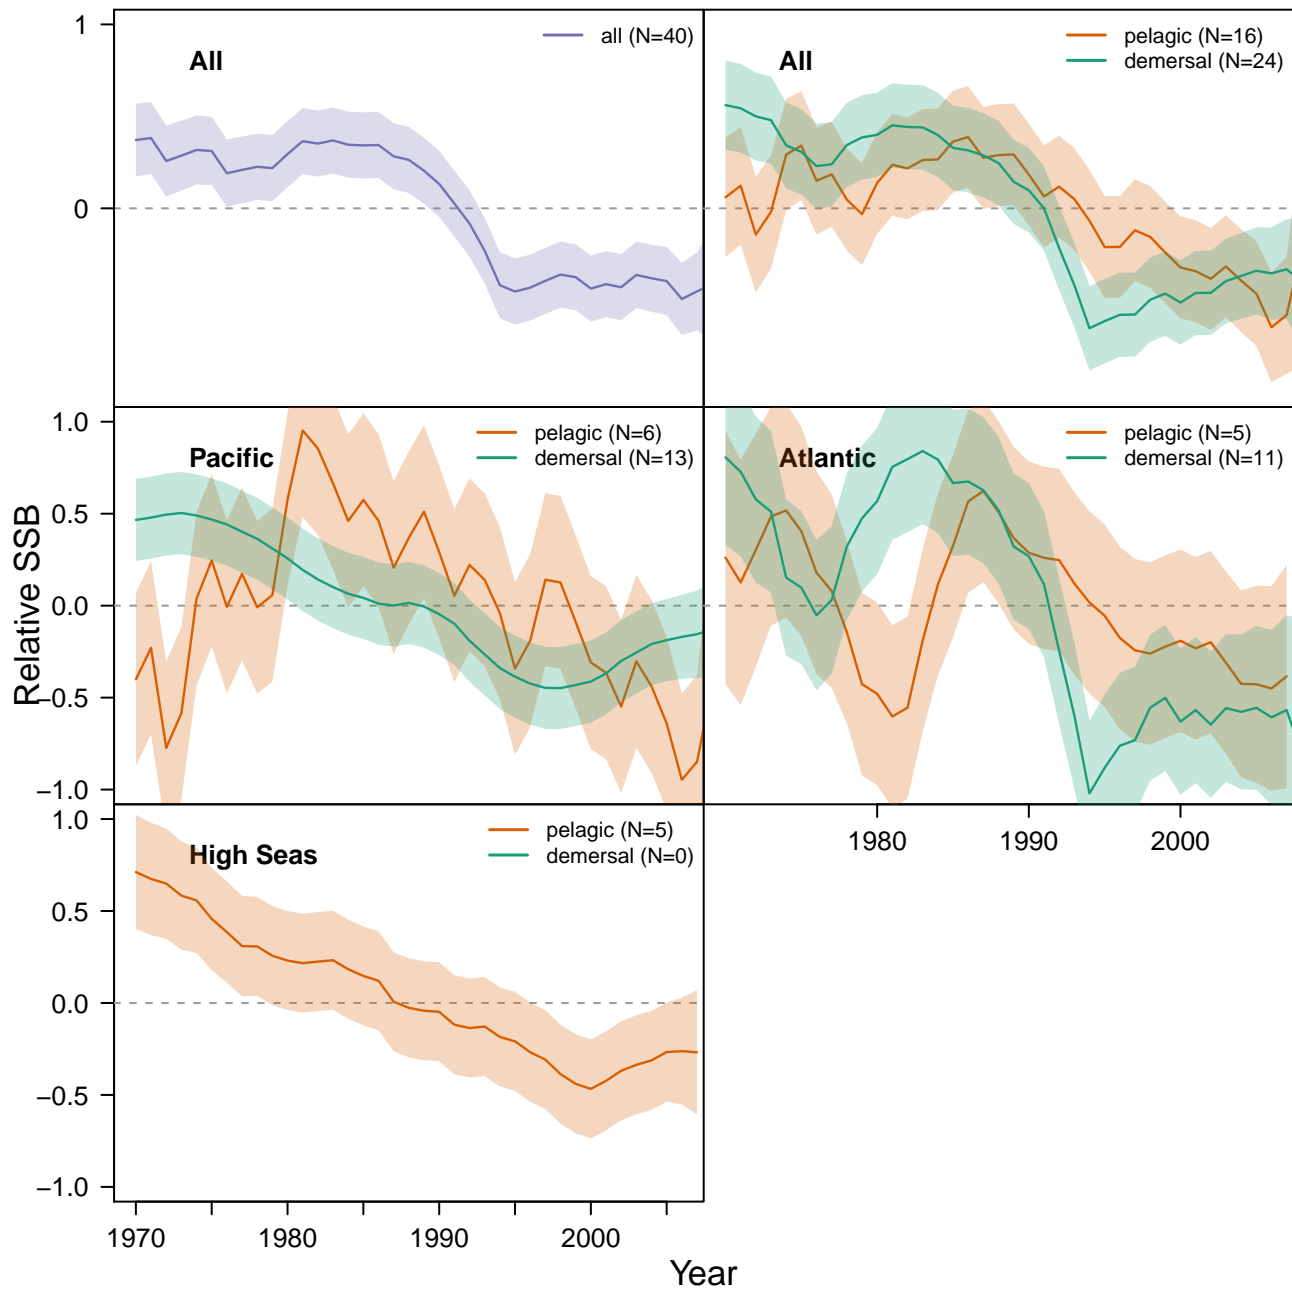 1
0
All
all (N=40)
All
pelagic (N=16)
demersal (N=24)
1.0
0.5
0.0
−0.5
−1.0
Pacific
pelagic (N=6)
demersal (N=13)
Atlantic
pelagic (N=5)
demersal (N=11)
1980
1990
2000
Relative SSB
1.0
0.5
0.0
−0.5
−1.0
High Seas
pelagic (N=5)
demersal (N=0)
1970
1980
1990
2000
Year